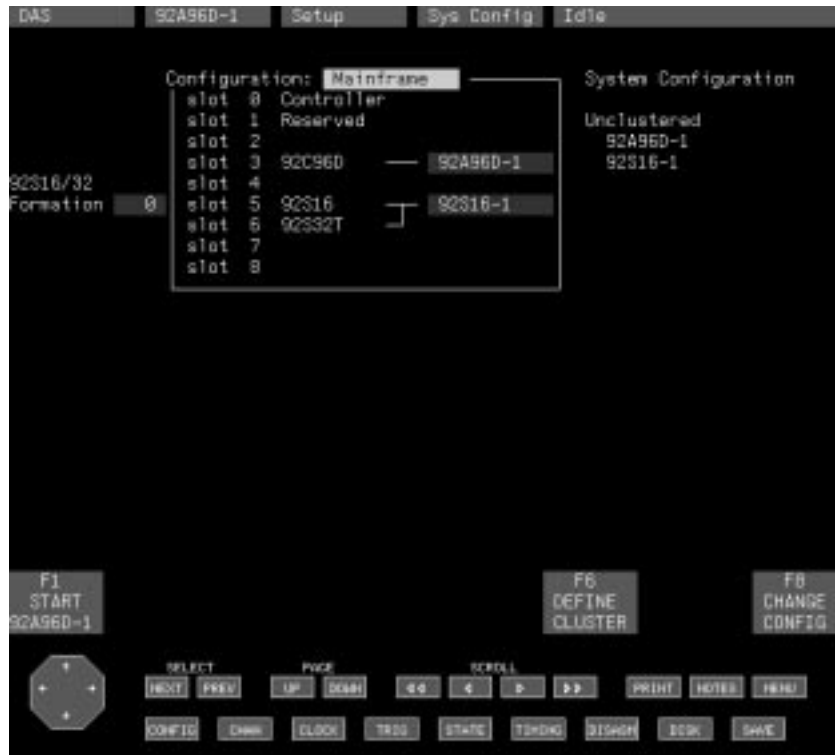 DAS 92A96D-1 Setup Sys Config Idle
Configuration: Mainframe System Configuration
slot 0 Controller
slot 1 Reserved Unclustered
slot 2 92A96D-1
slot 3 92C96D 92A96D-1 92S16-1
92S16/32 slot 4
Formation 0 slot 5 92S16 92S16-1
slot 6 92S32T
slot 7
slot 8
F1 F6 F8
START DEFINE CHANGE
92A96D-1 CLUSTER CONFIG
SELECT PAGE SCROLL
NEXT PREV UP DOWN PRINT NOTES MENU
CONFIG CHAN CLOCK TRIG STATE TIMING DISASM DISK SAVE